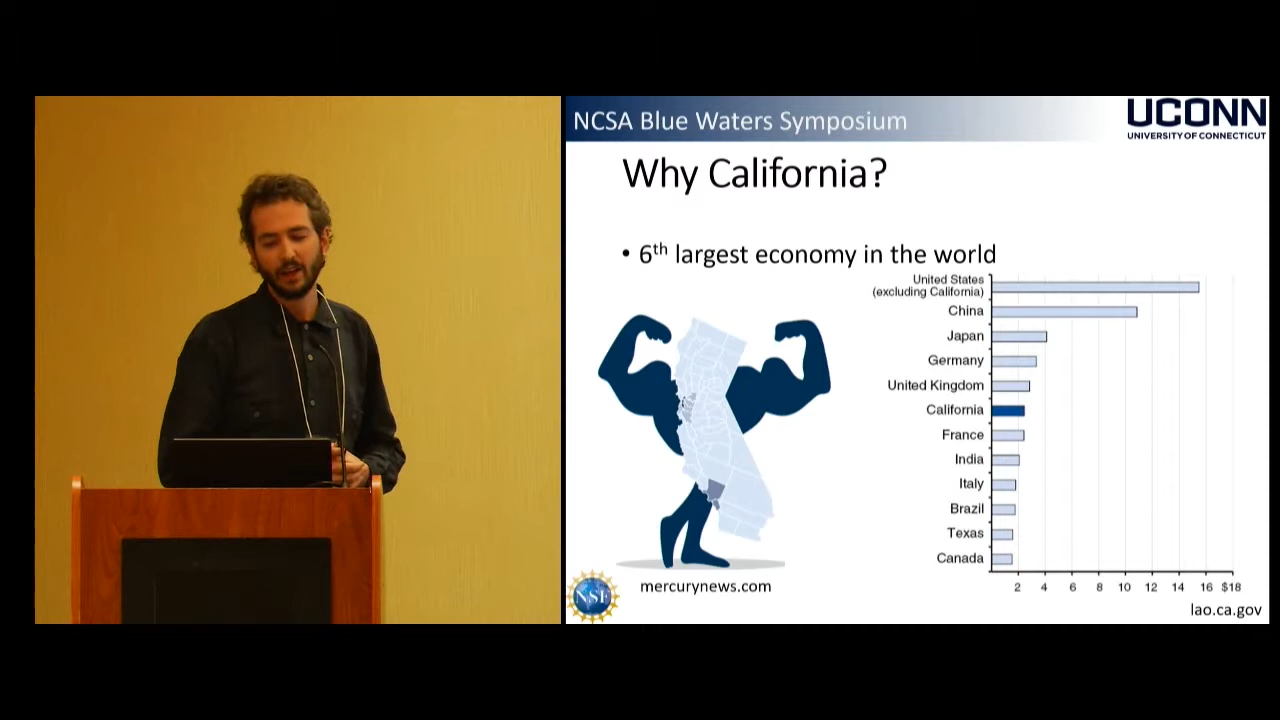 NCSA Blue Waters Symposium
UCONN
UNIVERSITY OF CONNECTICUT
Why California?
• 6th largest economy in the world
United States
(excluding California)
China
Japan
Germany
United Kingdom
California
France
India
Italy
Brazil
Texas
Canada
2 4 6 8 10 12 14 16 $18
mercurynews.com
lao.ca.gov
NSF